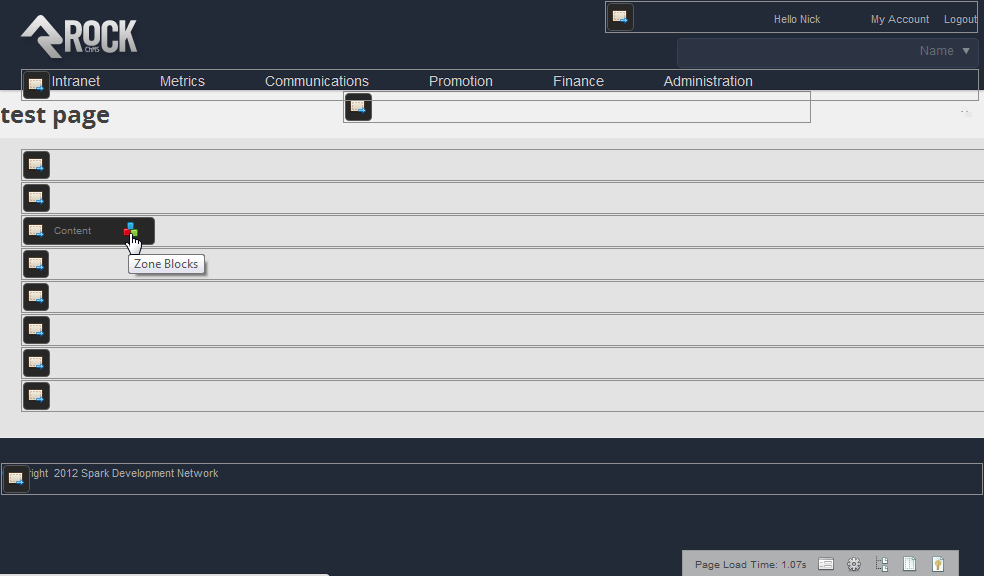 ROCK
ChMS
Hello Nick My Account Logout
Name
Intranet Metrics Communications Promotion Finance Administration
test page
Content
Zone Blocks
right 2012 Spark Development Network
Page Load Time: 1.07s